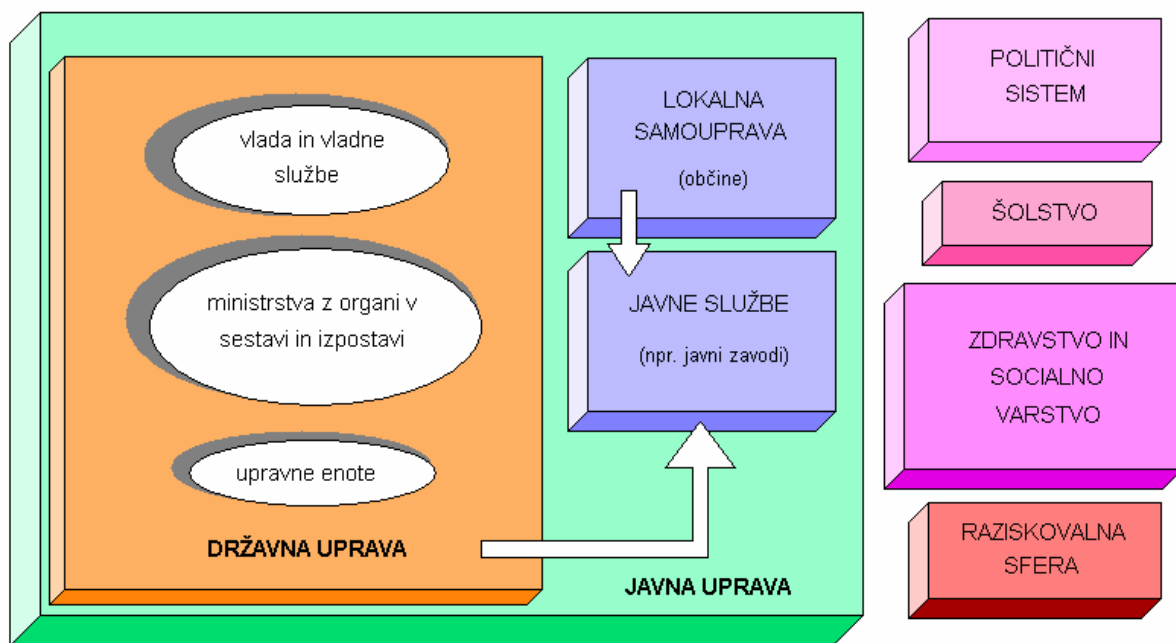 vlada in vladne
službe
ministrstva z organi v
sestavi in izpostavi
upravne enote
DRŽAVNA UPRAVA
LOKALNA
SAMOUPRAVA
(občine)
JAVNE SLUŽBE
(npr. javni zavodi)
JAVNA UPRAVA
POLITIČNI
SISTEM
ŠOLSTVO
ZDRAVSTVO IN
SOCIALNO
VARSTVO
RAZISKOVALNA
SFERA